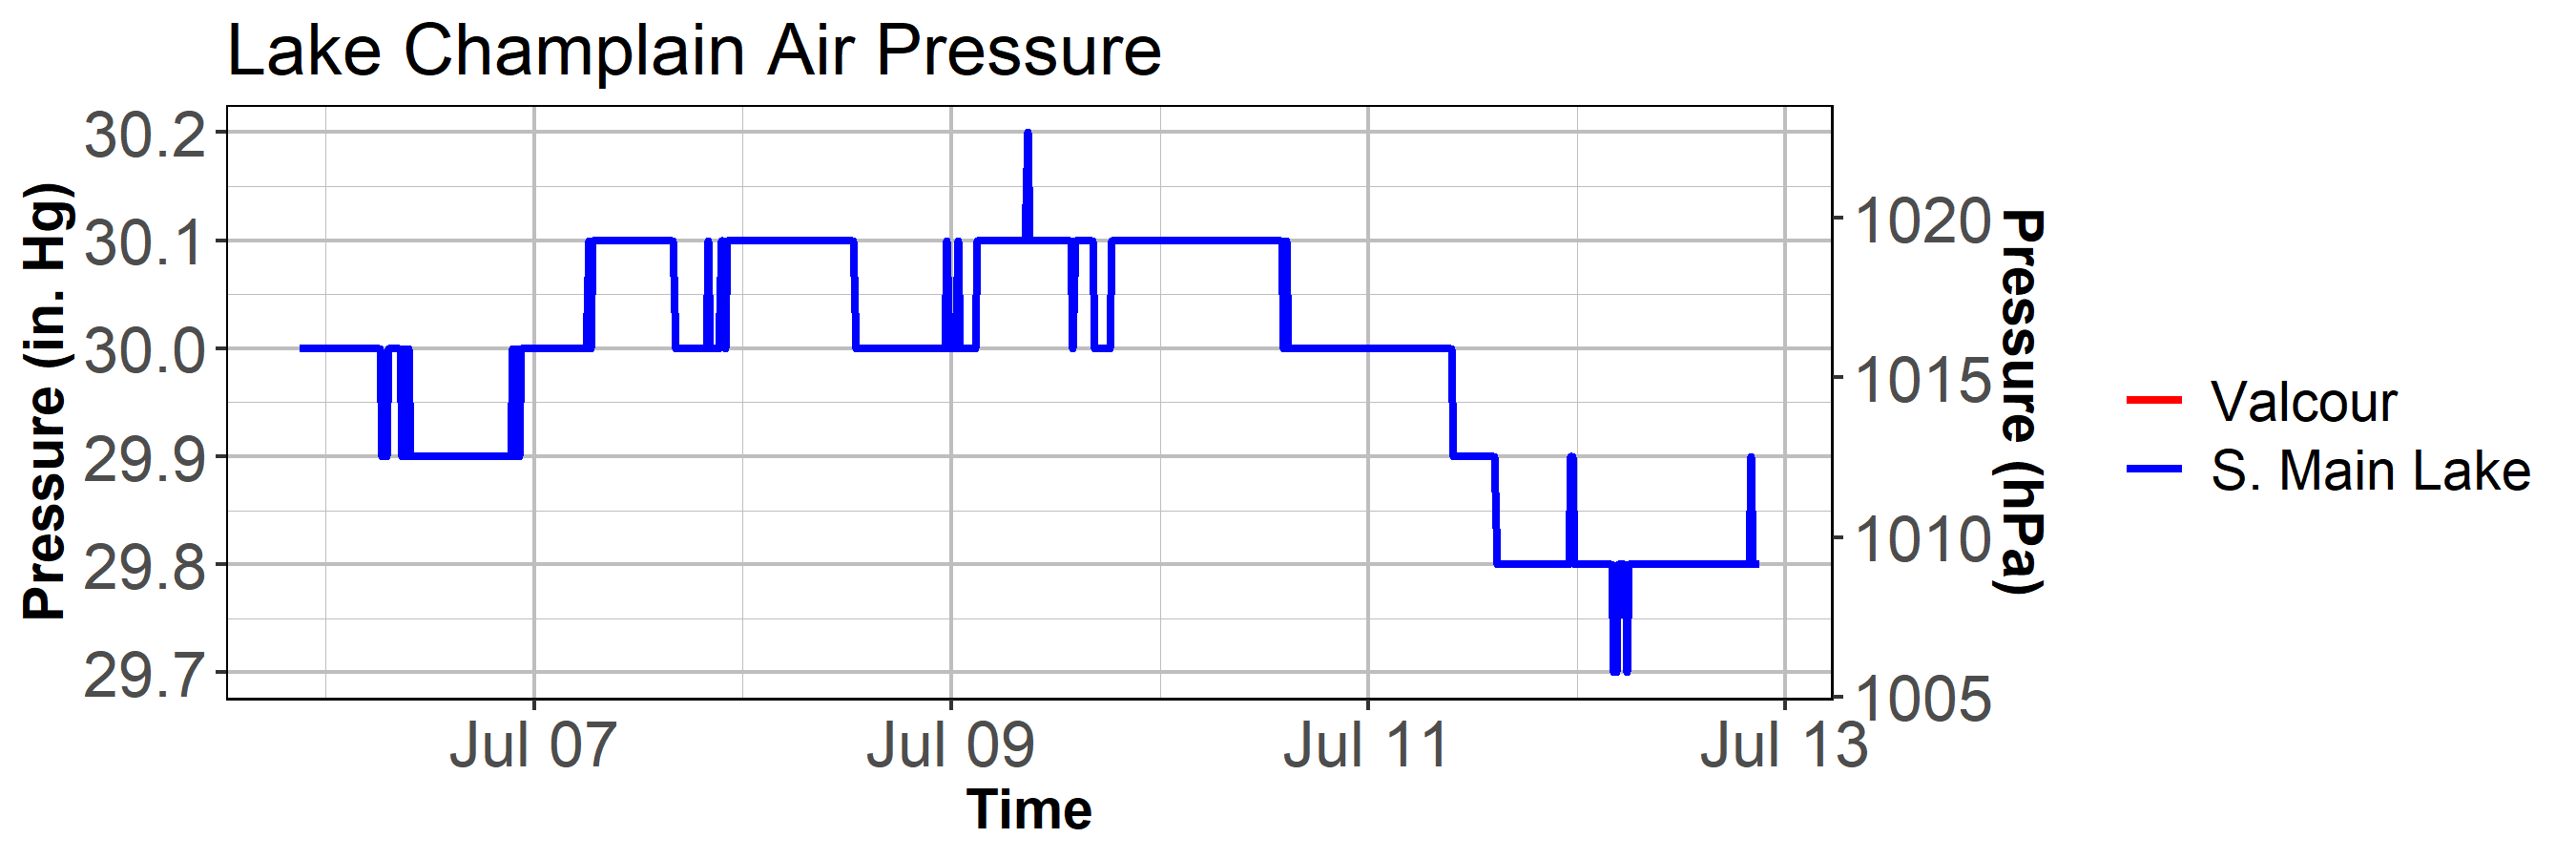 Lake Champlain Air Pressure
Pressure (in. Hg)
30.2
30.1
30.0
29.9
29.8
29.7
1020
1015
1010
1005
Pressure (hPa)
Jul 07
Jul 09
Jul 11
Jul 13
Time
Valcour
S. Main Lake